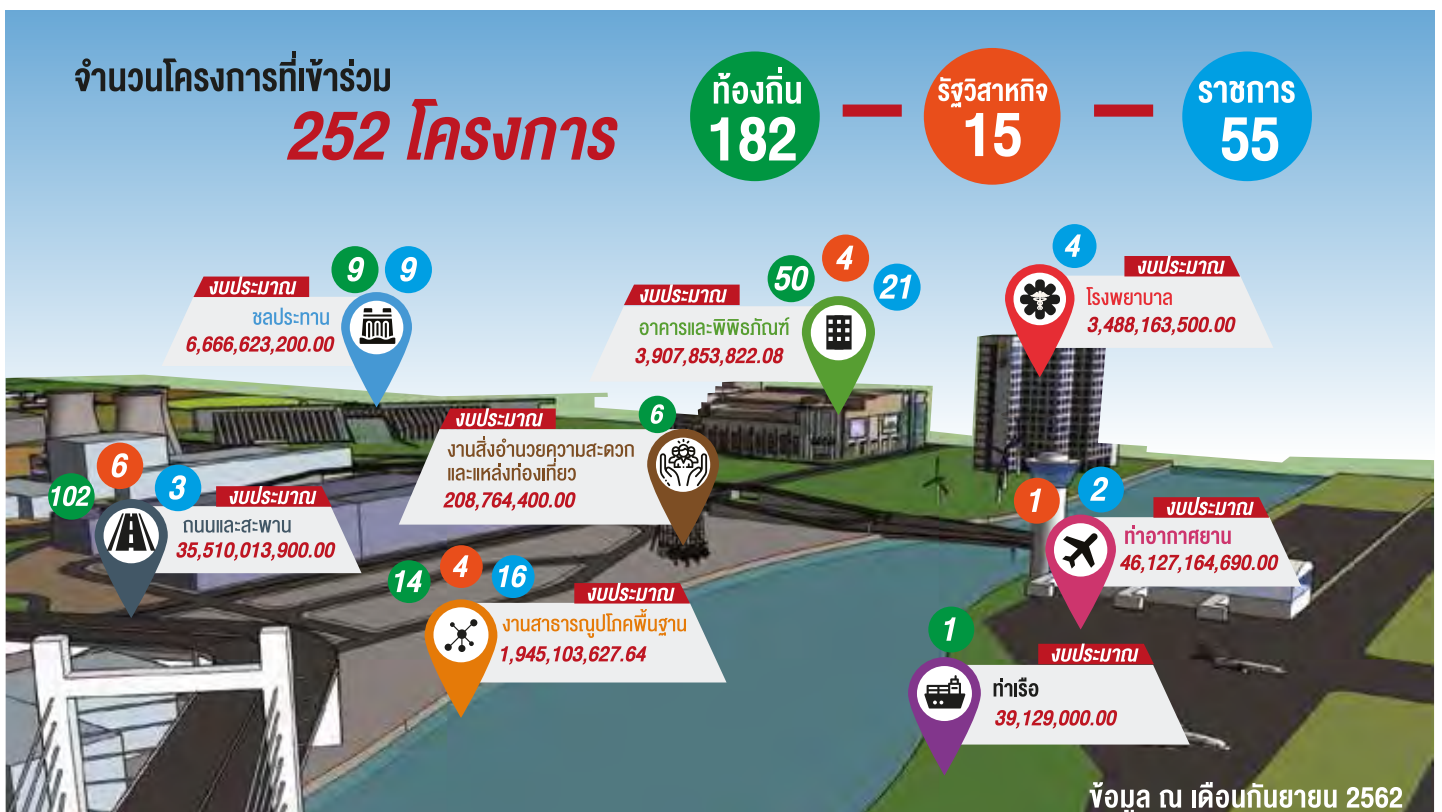 จำนวนโครงการที่เข้าร่วม
252 โครงการ
ท้องถิ่น
182
รัฐวิสาหกิจ
15
ราชการ
55
9 9
งบประมาณ
ชลประทาน
6,666,623,200.00
50 4 21
งบประมาณ
อาคารและพิพิธภัณฑ์
3,907,853,822.08
4
งบประมาณ
โรงพยาบาล
3,488,163,500.00
6
งบประมาณ
งานสิ่งอำนวยความสะดวก
และแหล่งท่องเที่ยว
208,764,400.00
102 6 3
งบประมาณ
ถนนและสะพาน
35,510,013,900.00
1 2
งบประมาณ
ท่าอากาศยาน
46,127,164,690.00
14 4 16
งบประมาณ
งานสาธารณูปโภคพื้นฐาน
1,945,103,627.64
1
งบประมาณ
ท่าเรือ
39,129,000.00
ข้อมูล ณ เดือนกันยายน 2562